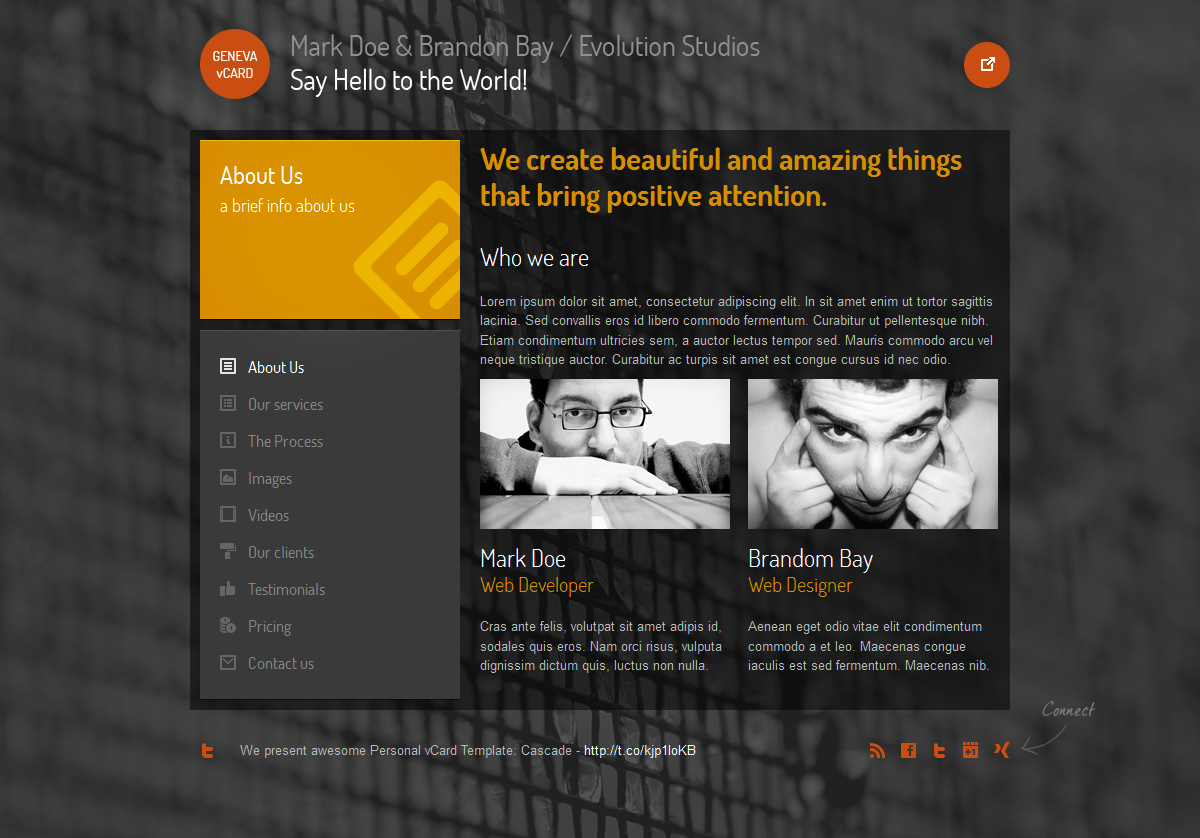 GENEVA
vCARD
Mark Doe & Brandon Bay / Evolution Studios
Say Hello to the World!
About Us
a brief info about us
About Us
Our services
The Process
Images
Videos
Our clients
Testimonials
Pricing
Contact us
We create beautiful and amazing things
that bring positive attention.
Who we are
Lorem ipsum dolor sit amet, consectetur adipiscing elit. In sit amet enim ut tortor sagittis
lacinia. Sed convallis eros id libero commodo fermentum. Curabitur ut pellentesque nibh.
Etiam condimentum ultricies sem, a auctor lectus tempor sed. Mauris commodo arcu vel
neque tristique auctor. Curabitur ac turpis sit amet est congue cursus id nec odio.
Mark Doe
Web Developer
Cras ante felis, volutpat sit amet adipis id,
sodales quis eros. Nam orci risus, vulputa
dignissim dictum quis, luctus non nulla.
Brandom Bay
Web Designer
Aenean eget odio vitae elit condimentum
commodo a et leo. Maecenas congue
iaculis est sed fermentum. Maecenas nib.
Connect
We present awesome Personal vCard Template: Cascade - http://t.co/kjp1IoKB